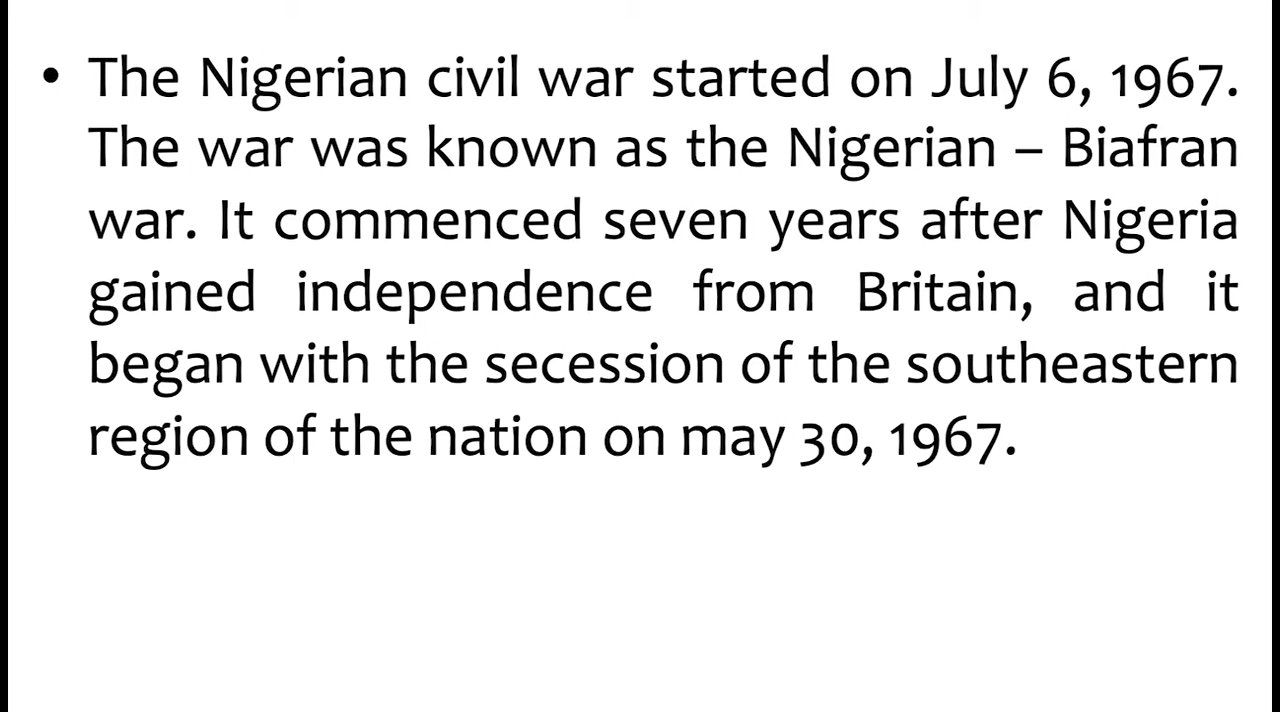 • The Nigerian civil war started on July 6, 1967.
The war was known as the Nigerian – Biafran
war. It commenced seven years after Nigeria
gained independence from Britain, and it
began with the secession of the southeastern
region of the nation on may 30, 1967.